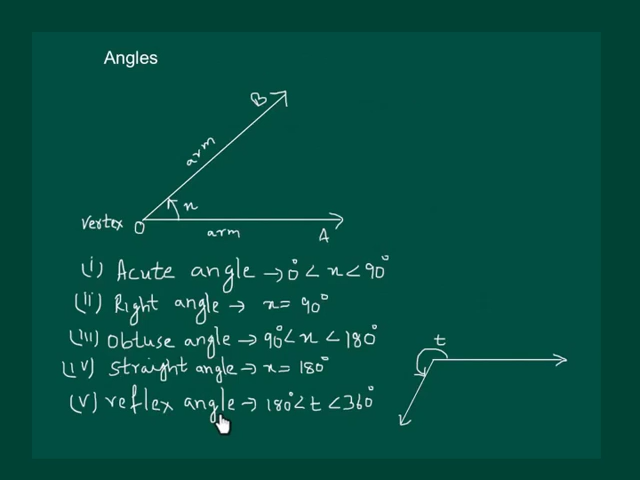 Angles
B
arm
x
vertex O
arm
A
(i) Acute angle → 0° < x < 90°
(ii) Right angle → x = 90°
(iii) Obtuse angle → 90° < x < 180°
(iv) Straight angle → x = 180°
(v) reflex angle → 180° < t < 360°
t